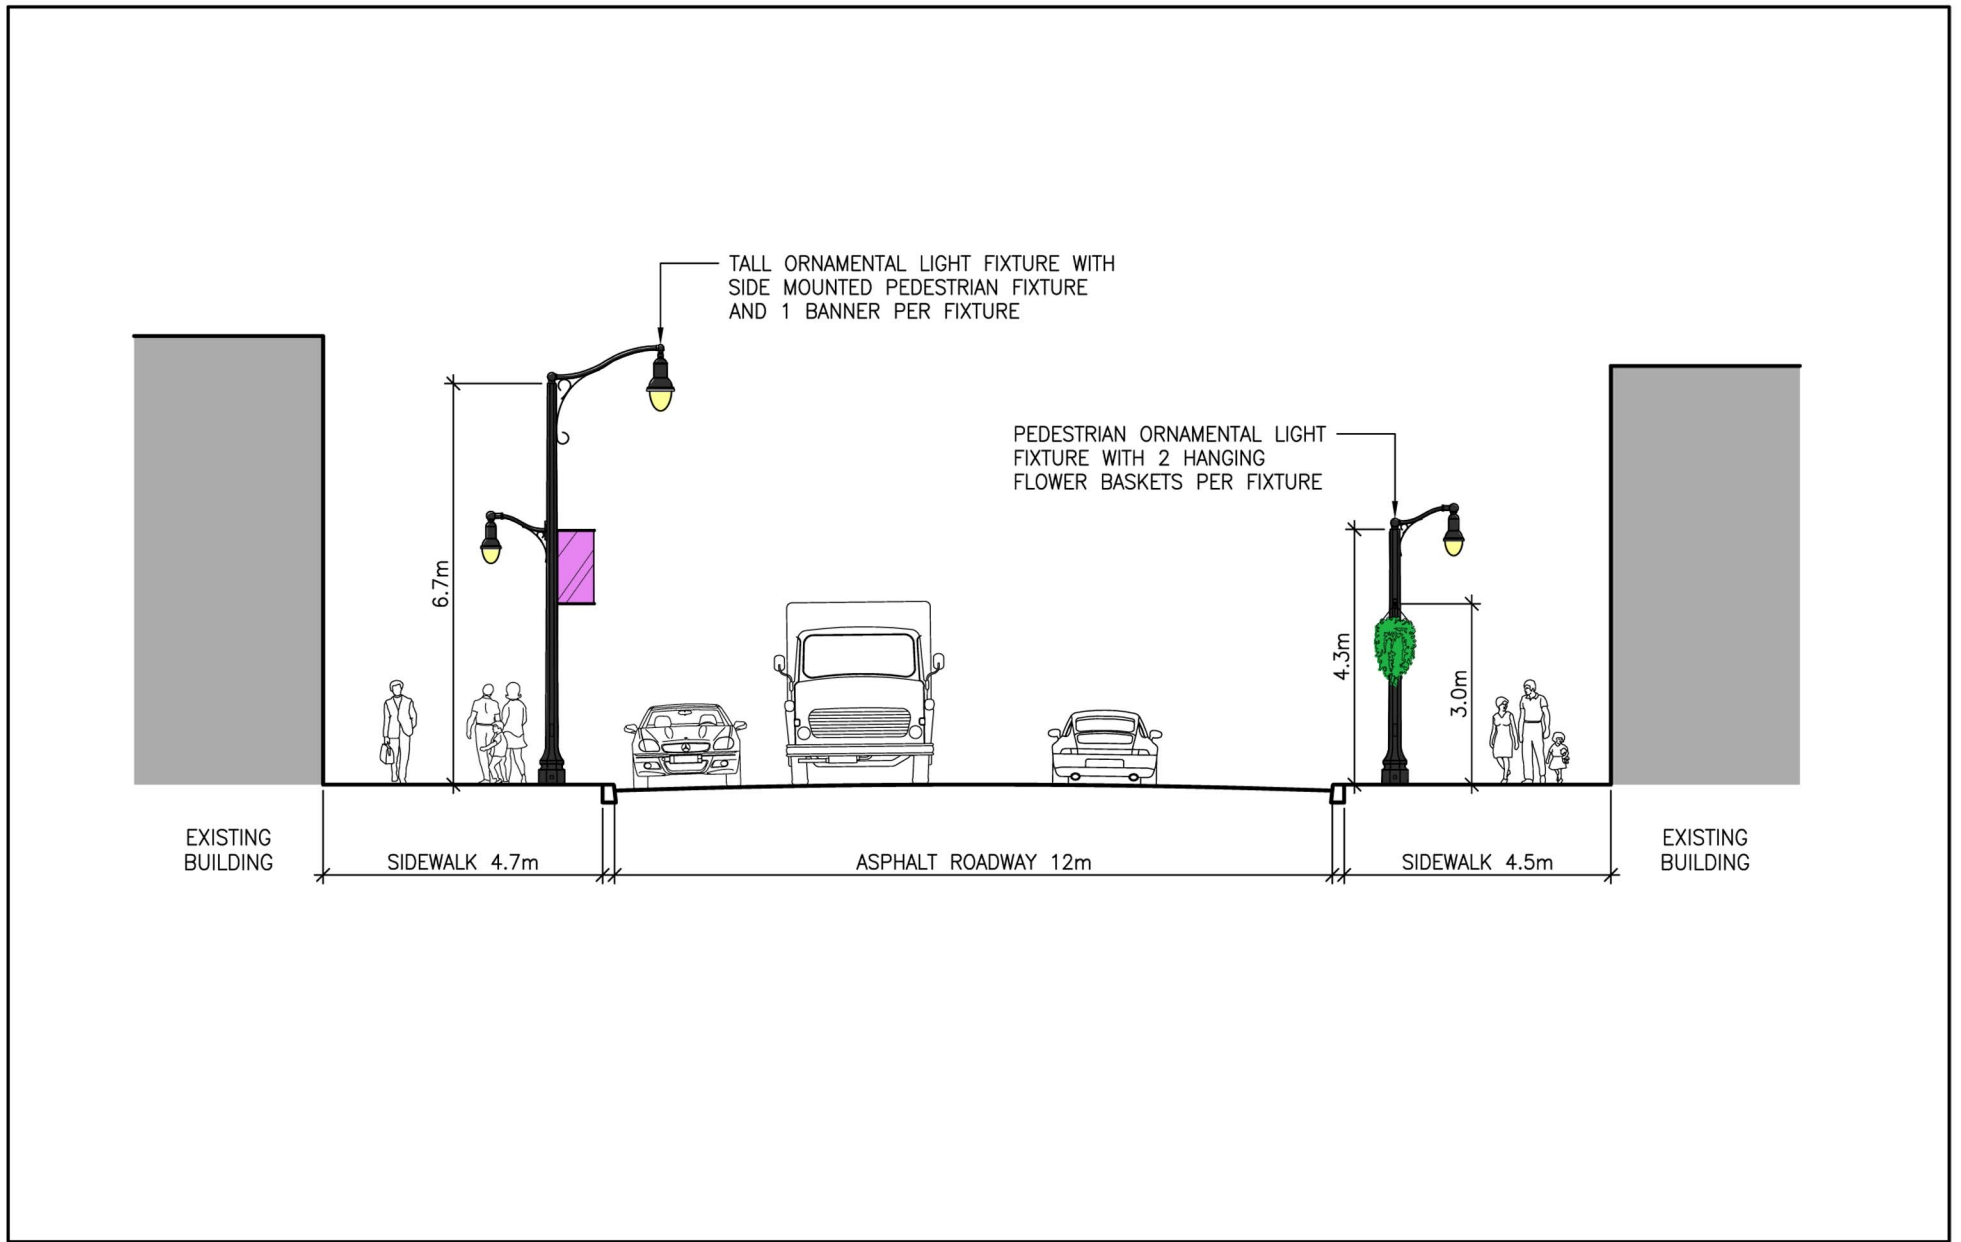 TALL ORNAMENTAL LIGHT FIXTURE WITH
SIDE MOUNTED PEDESTRIAN FIXTURE
AND 1 BANNER PER FIXTURE
PEDESTRIAN ORNAMENTAL LIGHT
FIXTURE WITH 2 HANGING
FLOWER BASKETS PER FIXTURE
6.7m
4.3m
3.0m
EXISTING
BUILDING
SIDEWALK 4.7m
ASPHALT ROADWAY 12m
SIDEWALK 4.5m
EXISTING
BUILDING